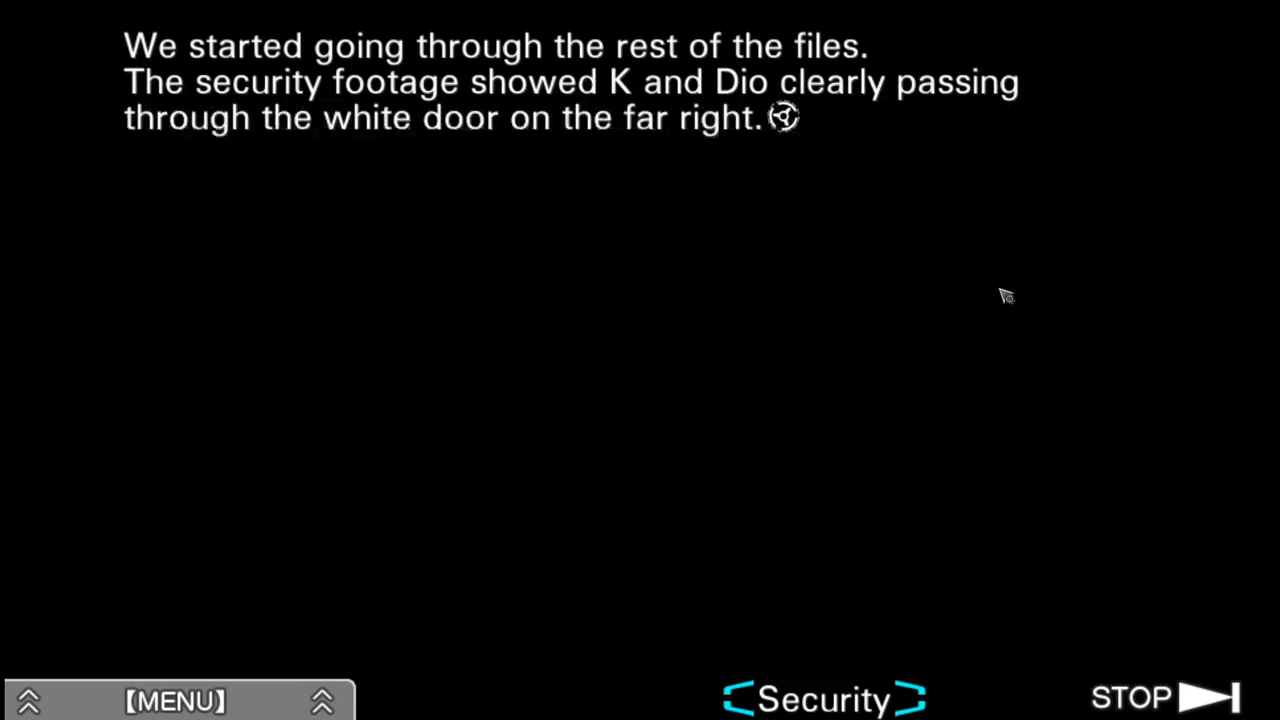 We started going through the rest of the files.
The security footage showed K and Dio clearly passing
through the white door on the far right.
【MENU】
Security
STOP